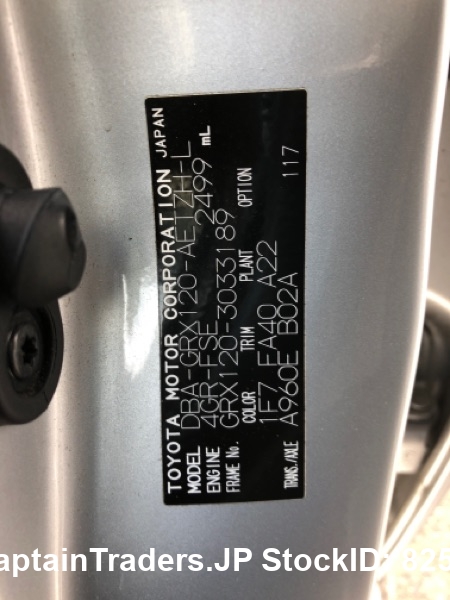 TOYOTA MOTOR CORPORATION JAPAN
MODEL DBA-GRX120-AETZH-L
ENGINE 4GR-FSE 2499 mL
FRAME No. GRX120-3033189
COLOR TRIM PLANT OPTION
1F7 FA40 A22 117
TRANS./AXLE A960E B02A
aptainTraders.JP StockID: